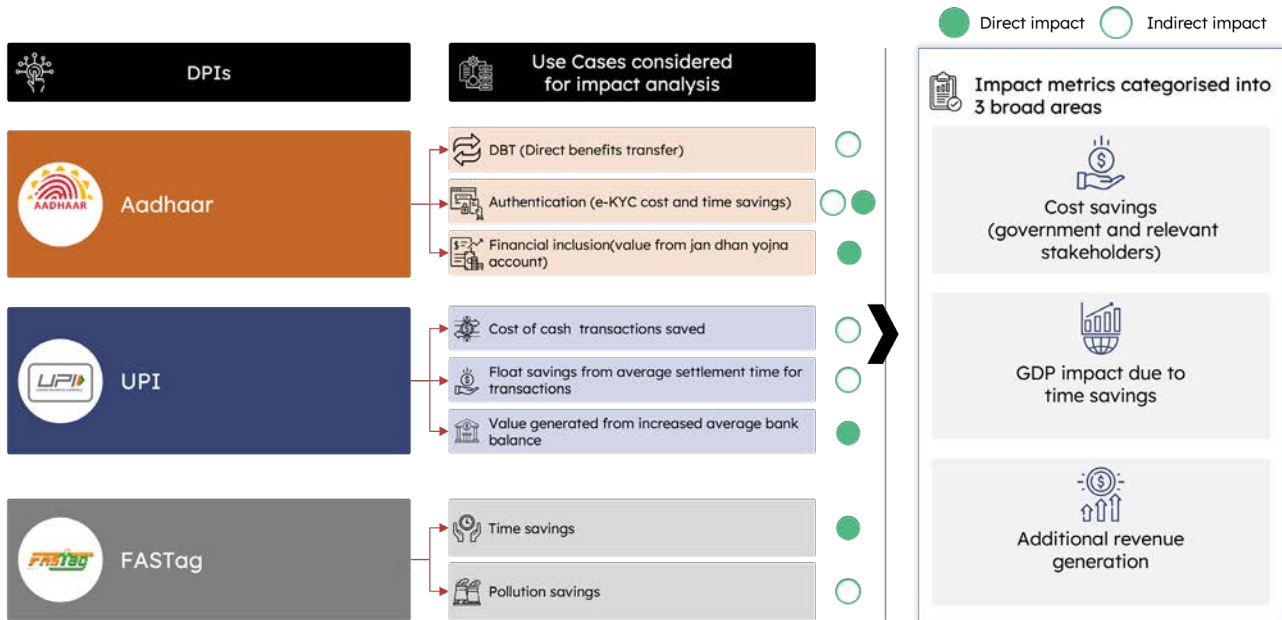 Direct impact
Indirect impact
DPIs
Use Cases considered
for impact analysis
Impact metrics categorised into
3 broad areas
AADHAAR
Aadhaar
DBT (Direct benefits transfer)
Authentication (e-KYC cost and time savings)
Financial inclusion(value from jan dhan yojna
account)
UPI
UPI
Cost of cash transactions saved
Float savings from average settlement time for
transactions
Value generated from increased average bank
balance
FASTag
FASTag
Time savings
Pollution savings
Cost savings
(government and relevant
stakeholders)
GDP impact due to
time savings
Additional revenue
generation